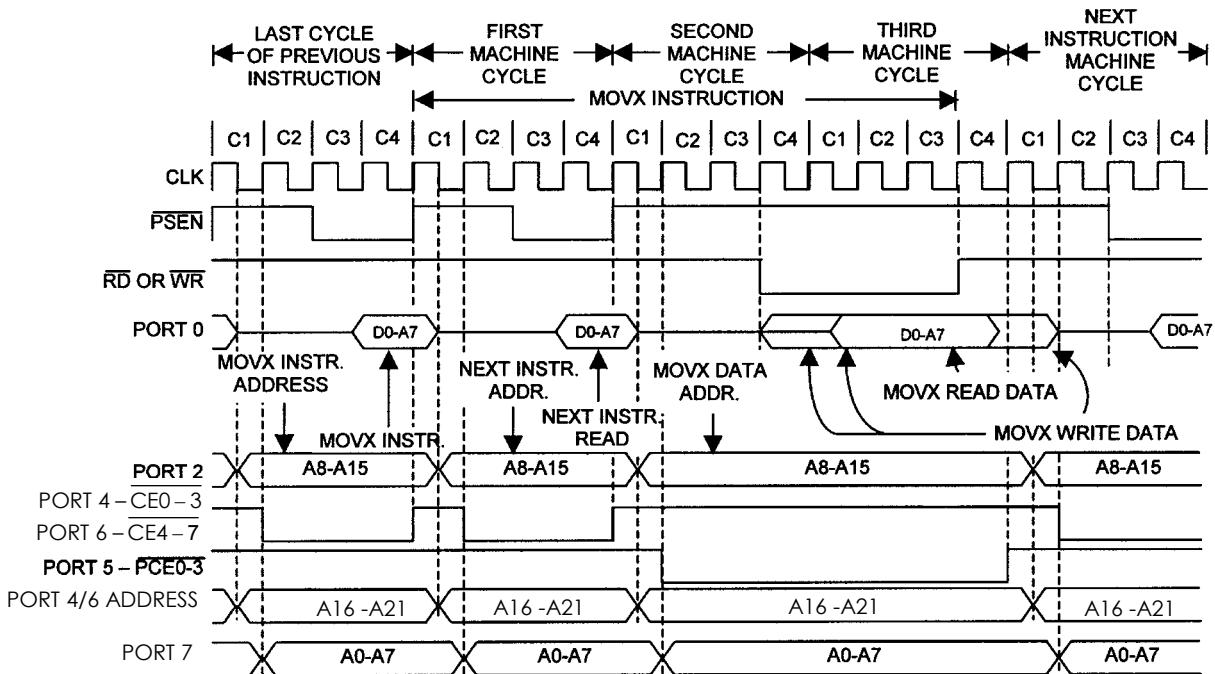 LAST CYCLE
OF PREVIOUS
INSTRUCTION
FIRST
MACHINE
CYCLE
SECOND
MACHINE
CYCLE
THIRD
MACHINE
CYCLE
NEXT
INSTRUCTION
MACHINE
CYCLE
MOVX INSTRUCTION
C1 C2 C3 C4 C1 C2 C3 C4 C1 C2 C3 C4 C1 C2 C3 C4 C1 C2 C3 C4
CLK
PSEN
RD OR WR
PORT 0 D0-A7 D0-A7 D0-A7 D0-A7
MOVX INSTR.
ADDRESS
MOVX INSTR.
NEXT INSTR.
ADDR.
NEXT INSTR.
READ
MOVX DATA
ADDR.
MOVX READ DATA
MOVX WRITE DATA
PORT 2 A8-A15 A8-A15 A8-A15 A8-A15
PORT 4 – CE0 – 3
PORT 6 – CE4 – 7
PORT 5 – PCE0-3
PORT 4/6 ADDRESS A16 -A21 A16 -A21 A16 -A21 A16 -A21
PORT 7 A0-A7 A0-A7 A0-A7 A0-A7